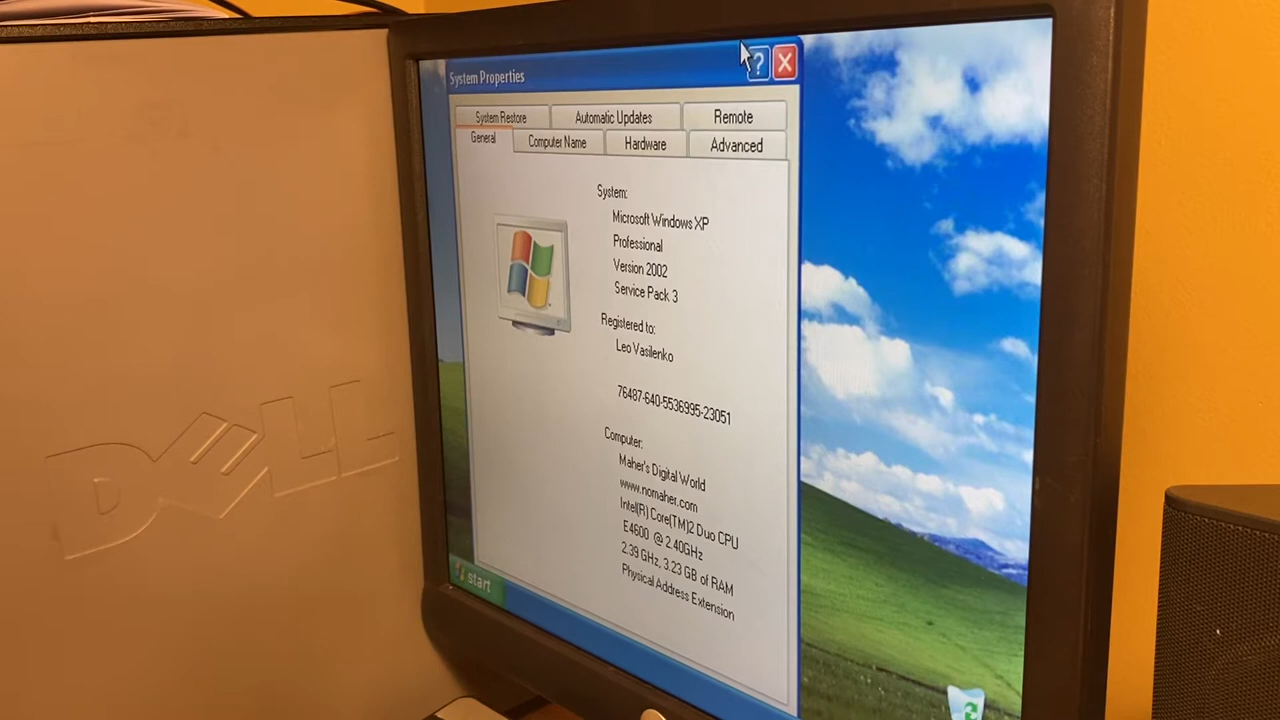 System Properties
?
System Restore
Automatic Updates
Remote
General
Computer Name
Hardware
Advanced
System:
Microsoft Windows XP
Professional
Version 2002
Service Pack 3
Registered to:
Leo Vasilenko
76487-640-5536995-23051
Computer:
Maher's Digital World
www.nomaher.com
Intel(R) Core(TM)2 Duo CPU
E4600 @ 2.40GHz
2.39 GHz, 3.23 GB of RAM
Physical Address Extension
start
DELL